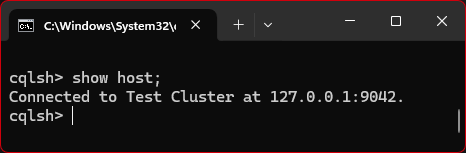 C:\Windows\System32\c
cqlsh> show host;
Connected to Test Cluster at 127.0.0.1:9042.
cqlsh>